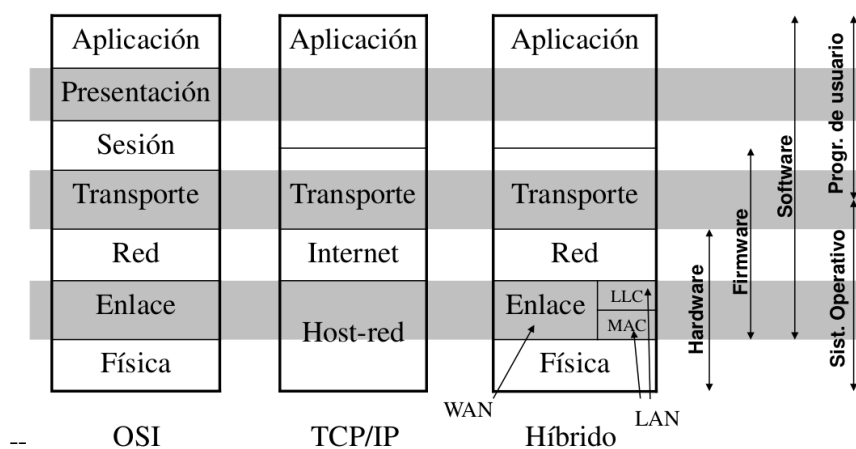 Aplicación
Presentación
Sesión
Transporte
Red
Enlace
Física
OSI
Aplicación
Transporte
Internet
Host-red
TCP/IP
Aplicación
Transporte
Red
Enlace
LLC
MAC
Física
WAN
LAN
Híbrido
Hardware
Firmware
Software
Progr. de usuario
Sist. Operativo
--